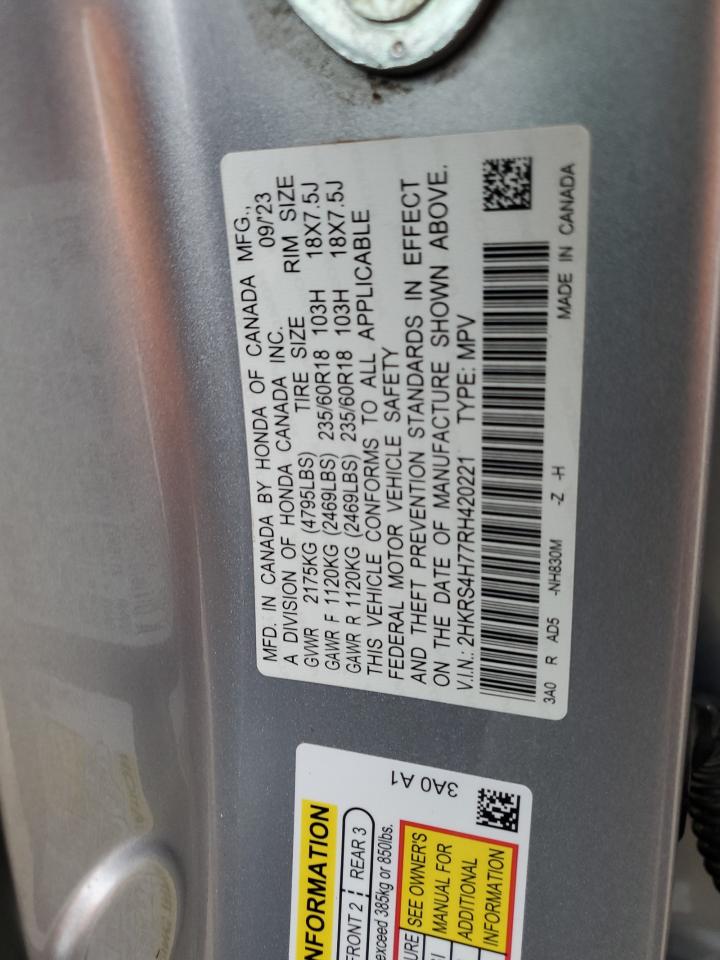 MFD. IN CANADA BY HONDA OF CANADA MFG.,
A DIVISION OF HONDA CANADA INC. 09/'23
TIRE SIZE RIM SIZE
GVWR 2175KG (4795LBS)
GAWR F 1120KG (2469LBS) 235/60R18 103H 18X7.5J
GAWR R 1120KG (2469LBS) 235/60R18 103H 18X7.5J
THIS VEHICLE CONFORMS TO ALL APPLICABLE
FEDERAL MOTOR VEHICLE SAFETY
AND THEFT PREVENTION STANDARDS IN EFFECT
ON THE DATE OF MANUFACTURE SHOWN ABOVE.
V.I.N.: 2HKRS4H77RH420221 TYPE: MPV
3A0 R AD5 -NH830M -Z -H
MADE IN CANADA
3A0 A1
NFORMATION
FRONT 2 REAR 3
exceed 385kg or 850lbs.
URE SEE OWNER'S
MANUAL FOR
ADDITIONAL
INFORMATION